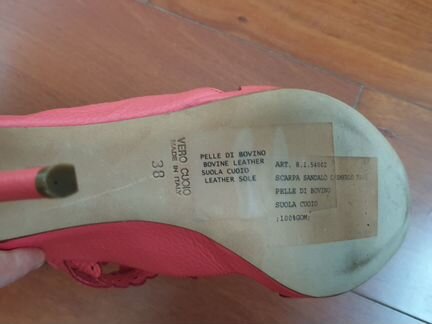 VERO CUOIO
MADE IN ITALY
38
PELLE DI BOVINO
BOVINE LEATHER
SUOLA CUOIO
LEATHER SOLE
ART.
SCARPA SANDALO
PELLE DI BOVINO
SUOLA CUOIO
;100%GOM;